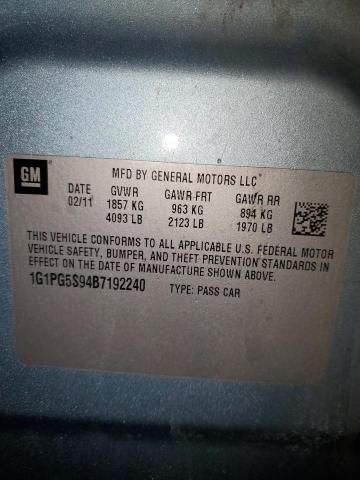 GM
MFD BY GENERAL MOTORS LLC
DATE GVWR GAWR FRT GAWR RR
02/11 1857 KG 963 KG 894 KG
4093 LB 2123 LB 1970 LB
THIS VEHICLE CONFORMS TO ALL APPLICABLE U.S. FEDERAL MOTOR
VEHICLE SAFETY, BUMPER, AND THEFT PREVENTION STANDARDS IN
EFFECT ON THE DATE OF MANUFACTURE SHOWN ABOVE.
1G1PG5S94B7192240 TYPE: PASS CAR